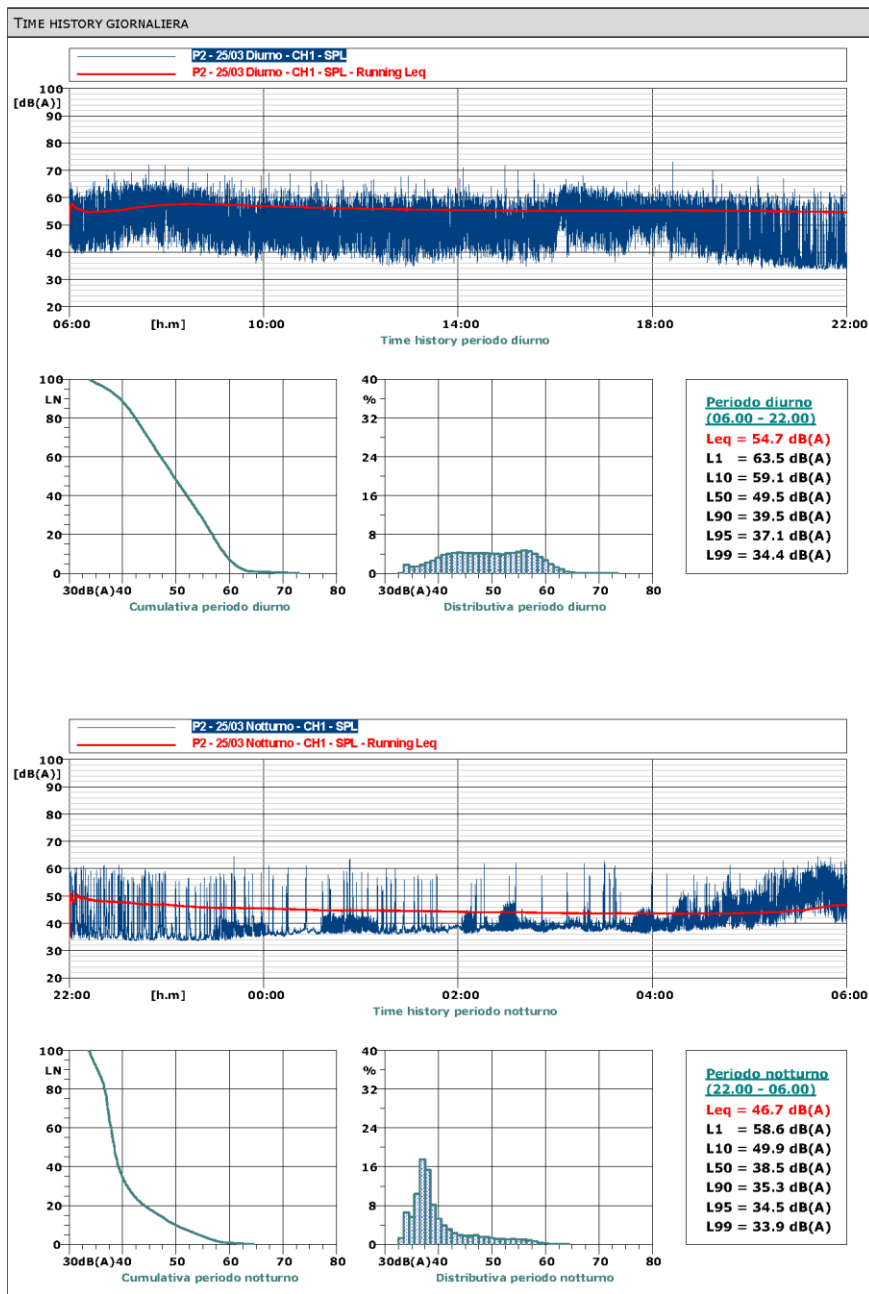 TIME HISTORY GIORNALIERA
P2 - 25/03 Diurno - CH1 - SPL
P2 - 25/03 Diurno - CH1 - SPL - Running Leq
100
[dB(A)]
90
80
70
60
50
40
30
20
06:00 [h.m] 10:00 14:00 18:00 22:00
Time history periodo diurno
100
LN
80
60
40
20
0
30dB(A)40 50 60 70 80
Cumulativa periodo diurno
40
%
32
24
16
8
0
30dB(A)40 50 60 70 80
Distributiva periodo diurno
Periodo diurno
(06.00 - 22.00)
Leq = 54.7 dB(A)
L1 = 63.5 dB(A)
L10 = 59.1 dB(A)
L50 = 49.5 dB(A)
L90 = 39.5 dB(A)
L95 = 37.1 dB(A)
L99 = 34.4 dB(A)
P2 - 25/03 Notturno - CH1 - SPL
P2 - 25/03 Notturno - CH1 - SPL - Running Leq
100
[dB(A)]
90
80
70
60
50
40
30
20
22:00 [h.m] 00:00 02:00 04:00 06:00
Time history periodo notturno
100
LN
80
60
40
20
0
30dB(A)40 50 60 70 80
Cumulativa periodo notturno
40
%
32
24
16
8
0
30dB(A)40 50 60 70 80
Distributiva periodo notturno
Periodo notturno
(22.00 - 06.00)
Leq = 46.7 dB(A)
L1 = 58.6 dB(A)
L10 = 49.9 dB(A)
L50 = 38.5 dB(A)
L90 = 35.3 dB(A)
L95 = 34.5 dB(A)
L99 = 33.9 dB(A)